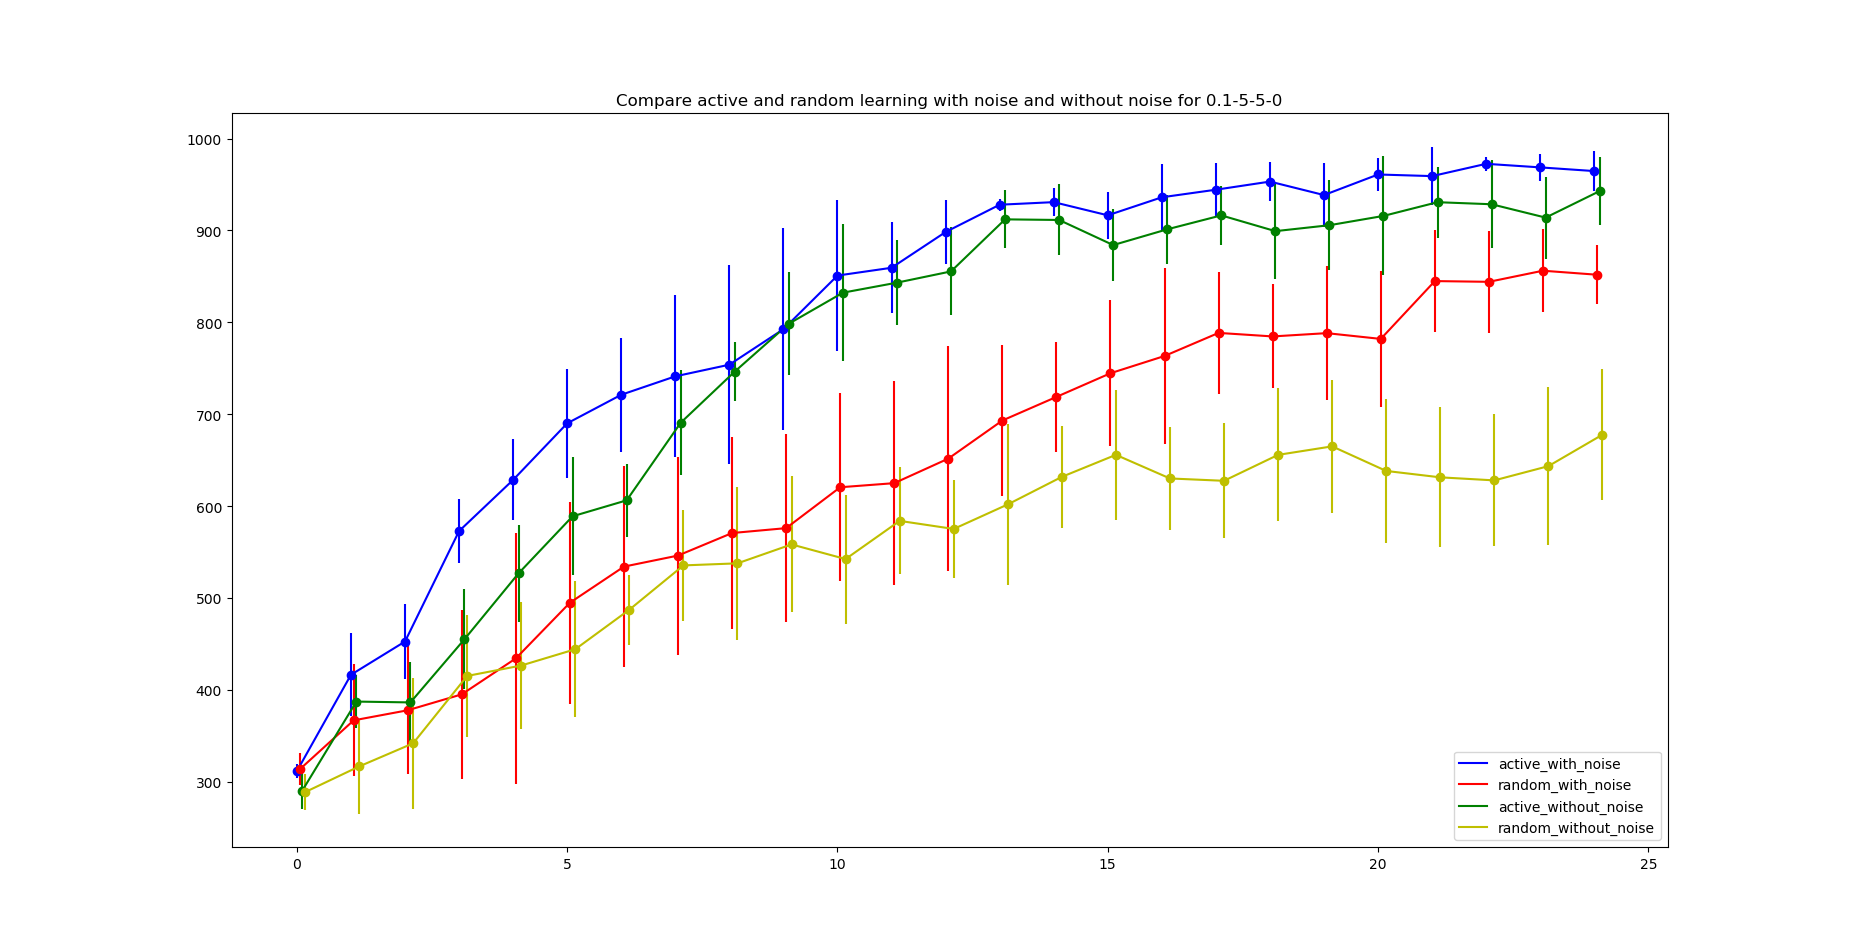 Compare active and random learning with noise and without noise for 0.1-5-5-0
1000
900
800
700
600
500
400
300
0 5 10 15 20 25
active_with_noise
random_with_noise
active_without_noise
random_without_noise